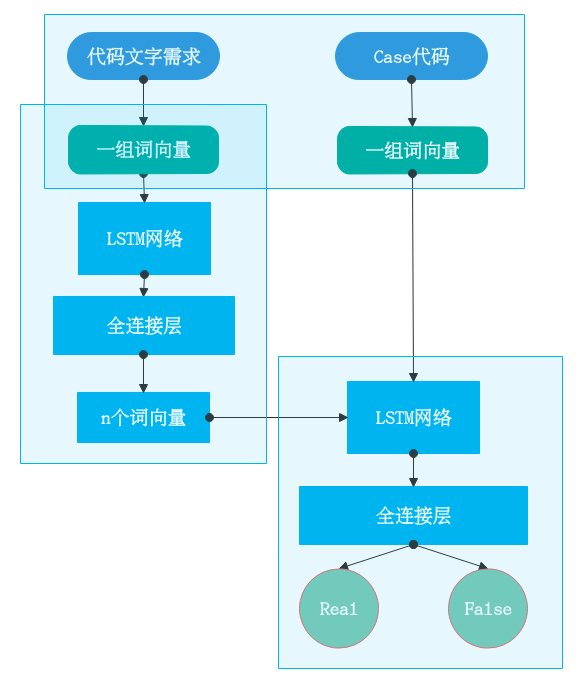 代码文字需求
Case代码
一组词向量
一组词向量
LSTM网络
全连接层
n个词向量
LSTM网络
全连接层
Real
False